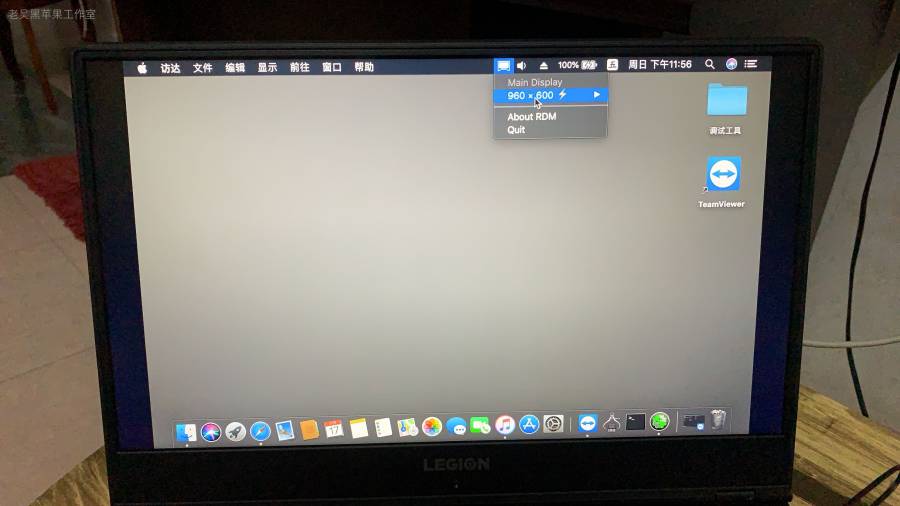 老吴黑苹果工作室
访达 文件 编辑 显示 前往 窗口 帮助
100% 五 周日 下午11:56
Main Display
960 × 600
About RDM
Quit
调试工具
TeamViewer
17
LEGION